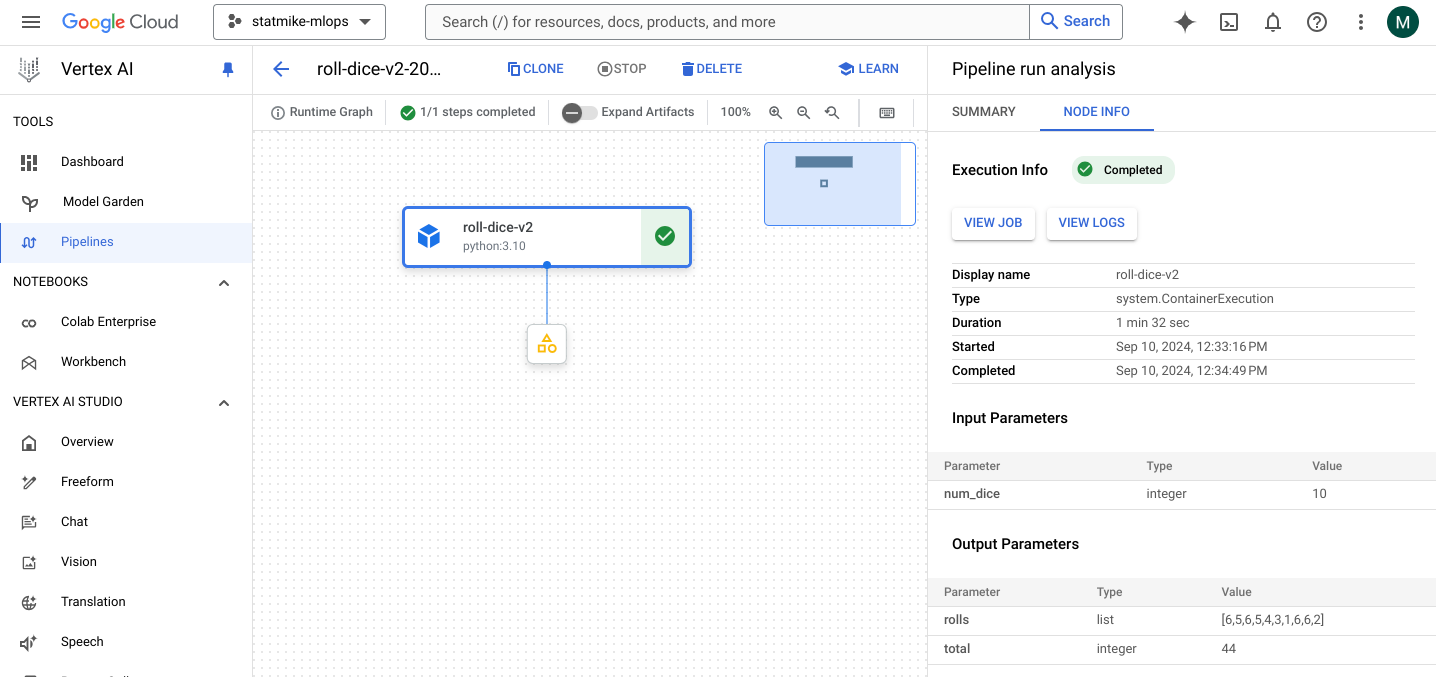 Google Cloud
statmike-mlops
Search (/) for resources, docs, products, and more
Search
M
Vertex AI
TOOLS
Dashboard
Model Garden
Pipelines
NOTEBOOKS
Colab Enterprise
Workbench
VERTEX AI STUDIO
Overview
Freeform
Chat
Vision
Translation
Speech
roll-dice-v2-20...
CLONE
STOP
DELETE
LEARN
Runtime Graph
1/1 steps completed
Expand Artifacts
100%
roll-dice-v2
python:3.10
Pipeline run analysis
SUMMARY
NODE INFO
Execution Info
Completed
VIEW JOB
VIEW LOGS
Display name roll-dice-v2
Type system.ContainerExecution
Duration 1 min 32 sec
Started Sep 10, 2024, 12:33:16 PM
Completed Sep 10, 2024, 12:34:49 PM
Input Parameters
Parameter Type Value
num_dice integer 10
Output Parameters
Parameter Type Value
rolls list [6,5,6,5,4,3,1,6,6,2]
total integer 44